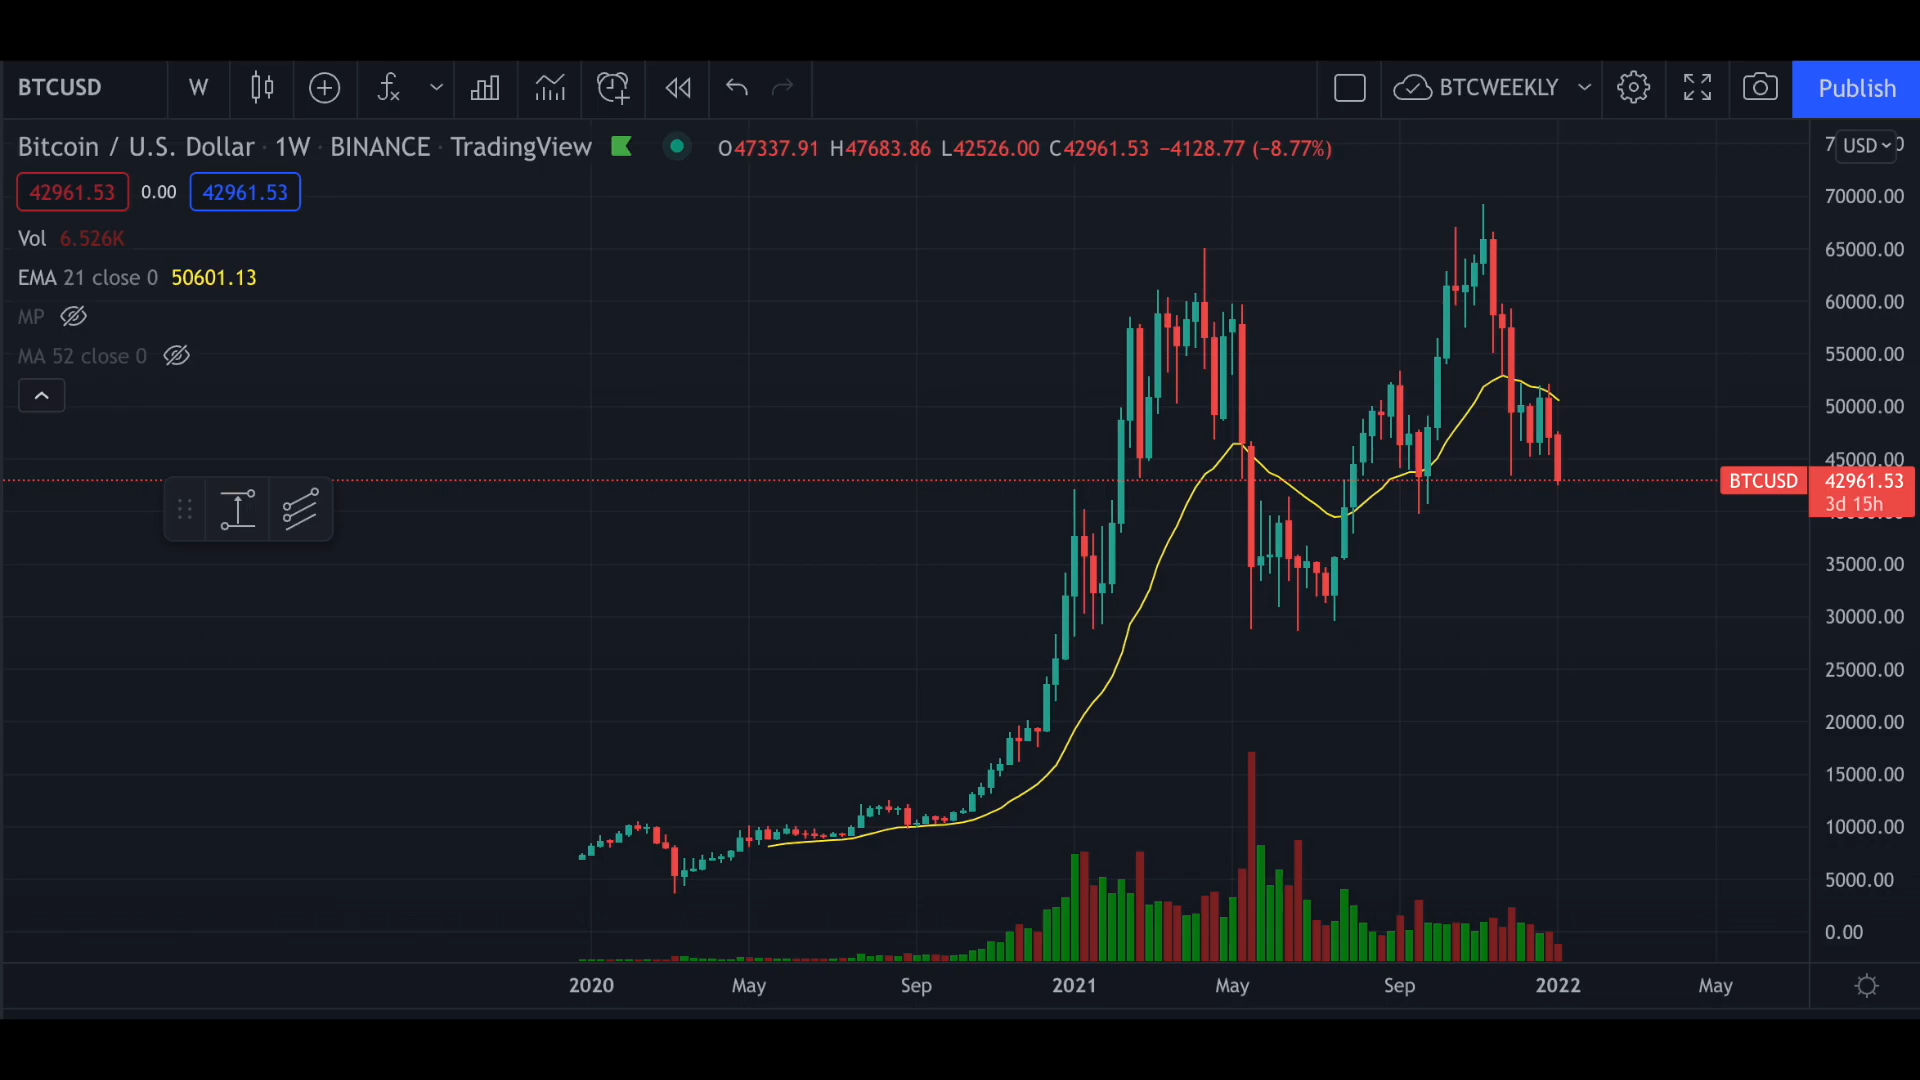 BTCUSD W BTCWEEKLY Publish
Bitcoin / U.S. Dollar · 1W · BINANCE · TradingView O47337.91 H47683.86 L42526.00 C42961.53 −4128.77 (−8.77%)
USD
42961.53 0.00 42961.53
Vol 6.526K
EMA 21 close 0 50601.13
MP
MA 52 close 0
70000.00
65000.00
60000.00
55000.00
50000.00
45000.00
BTCUSD 42961.53
3d 15h
35000.00
30000.00
25000.00
20000.00
15000.00
10000.00
5000.00
0.00
2020 May Sep 2021 May Sep 2022 May